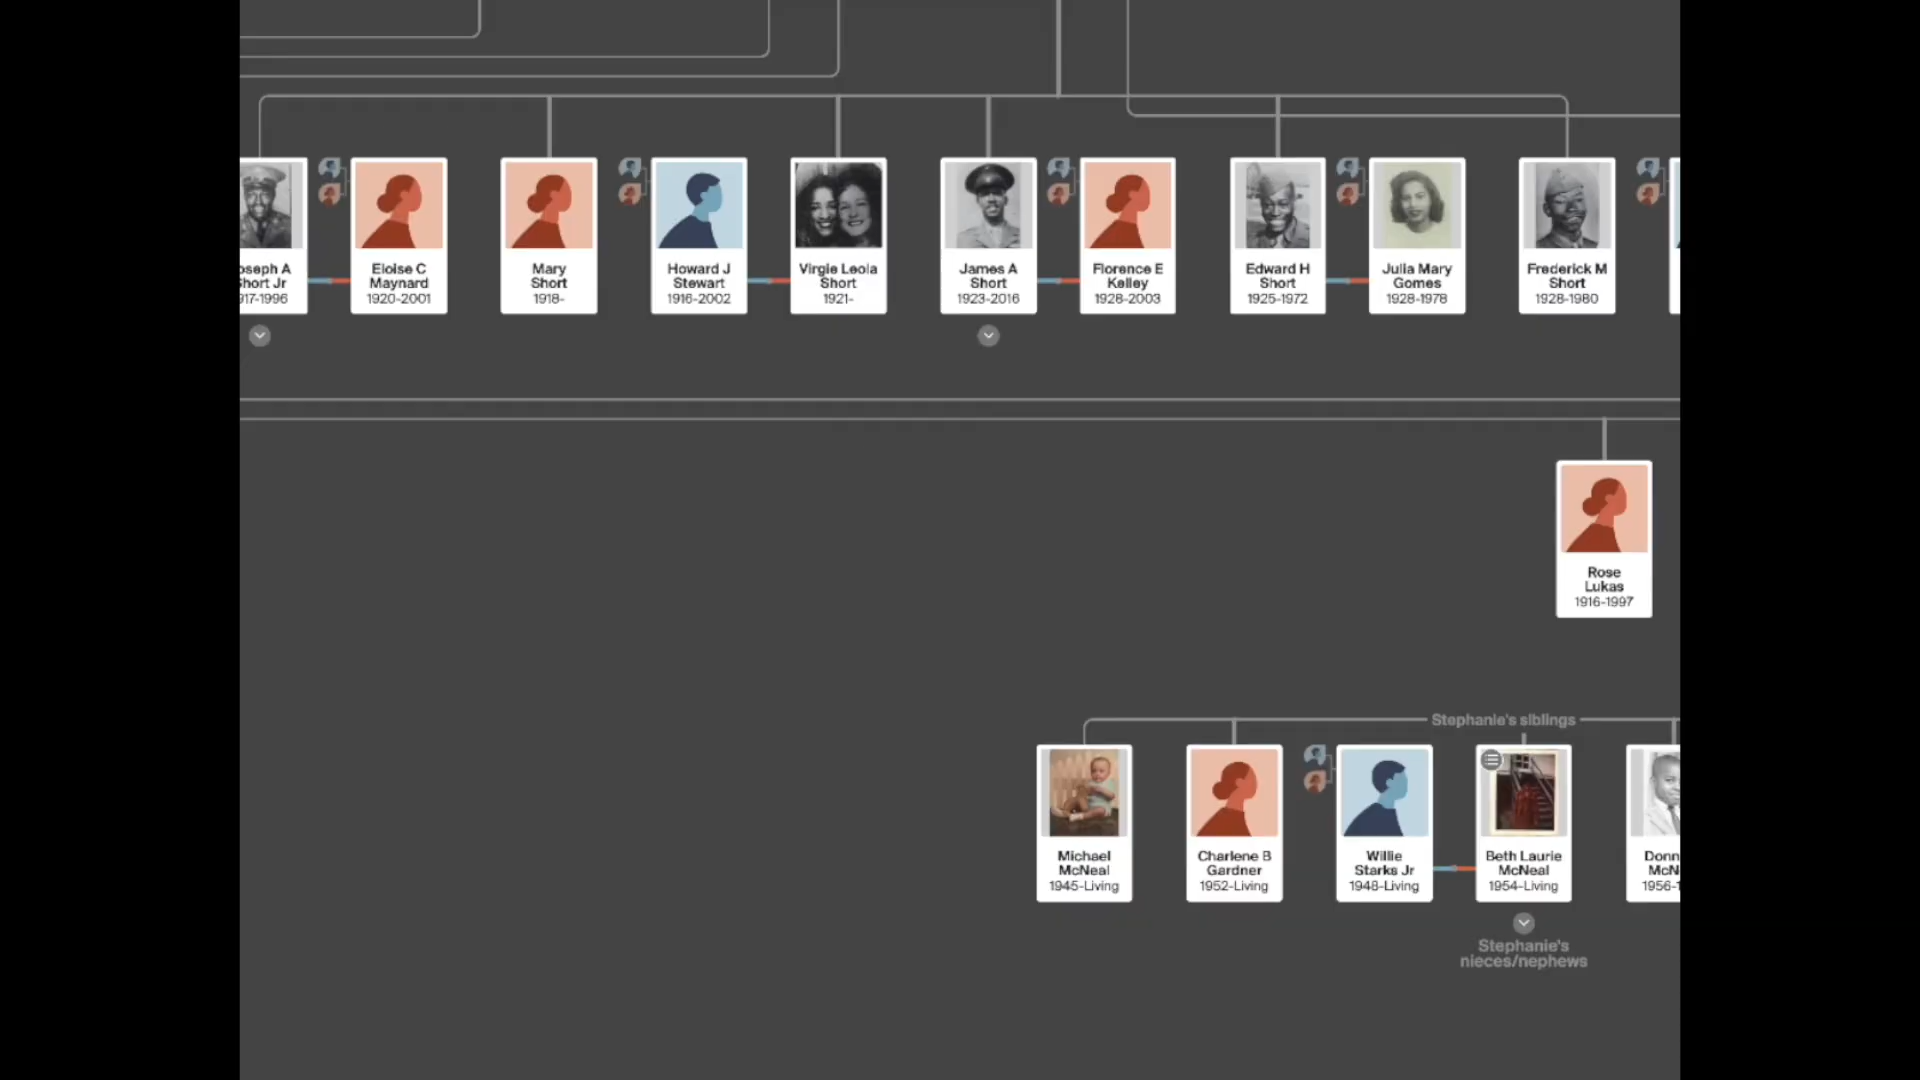 oseph A
Short Jr
917-1996
Eloise C
Maynard
1920-2001
Mary
Short
1918-
Howard J
Stewart
1916-2002
Virgie Leola
Short
1921-
James A
Short
1923-2016
Florence E
Kelley
1928-2003
Edward H
Short
1925-1972
Julia Mary
Gomes
1928-1978
Frederick M
Short
1928-1980
Rose
Lukas
1916-1997
Stephanie's siblings
Michael
McNeal
1945-Living
Charlene B
Gardner
1952-Living
Willie
Starks Jr
1948-Living
Beth Laurie
McNeal
1954-Living
Donn
McN
1956-
Stephanie's
nieces/nephews